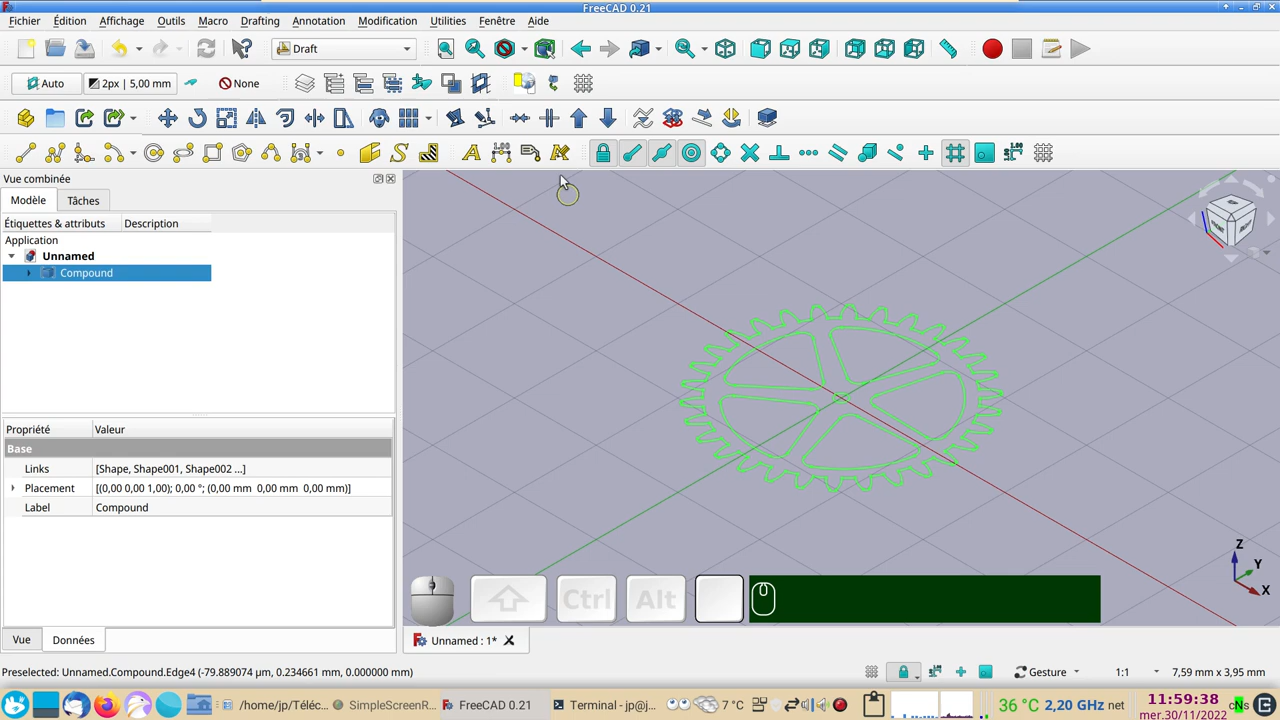 FreeCAD 0.21
Fichier Édition Affichage Outils Macro Drafting Annotation Modification Utilities Fenêtre Aide
Draft
Auto 2px | 5,00 mm None
Vue combinée
Modèle Tâches
Étiquettes & attributs Description
Application
Unnamed
Compound
Propriété Valeur
Base
Links [Shape, Shape001, Shape002 ...]
Placement [(0,00 0,00 1,00); 0,00 °; (0,00 mm 0,00 mm 0,00 mm)]
Label Compound
Z
Y
X
Ctrl Alt
Vue Données
Unnamed : 1*
Preselected: Unnamed.Compound.Edge4 (-79.889074 µm, 0.234661 mm, 0.000000 mm)
Gesture 1:1 7,59 mm x 3,95 mm
/home/jp/Téléc... SimpleScreenR... FreeCAD 0.21 Terminal - jp@j... 7 °C 36 °C 2,20 GHz net 11:59:38
mer.30/11/2022
cNs